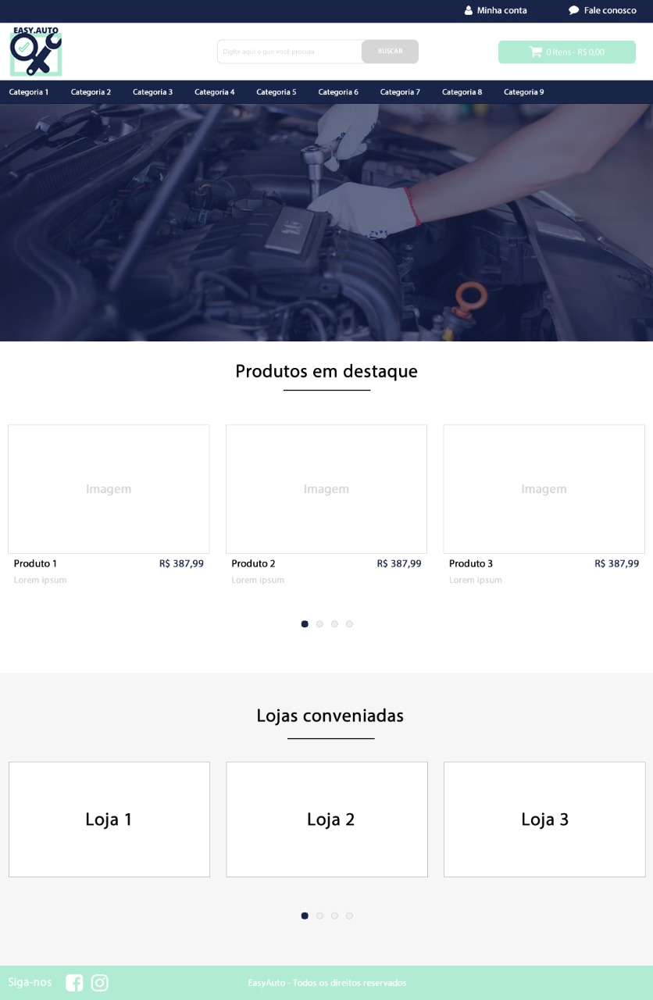 Minha conta
Fale conosco
EASY.AUTO
Digite aqui o que você procura
BUSCAR
0 itens - R$ 0,00
Categoria 1
Categoria 2
Categoria 3
Categoria 4
Categoria 5
Categoria 6
Categoria 7
Categoria 8
Categoria 9
Produtos em destaque
Imagem
Imagem
Imagem
Produto 1
R$ 387,99
Produto 2
R$ 387,99
Produto 3
R$ 387,99
Lorem ipsum
Lorem ipsum
Lorem ipsum
Lojas conveniadas
Loja 1
Loja 2
Loja 3
Siga-nos
EasyAuto - Todos os direitos reservados